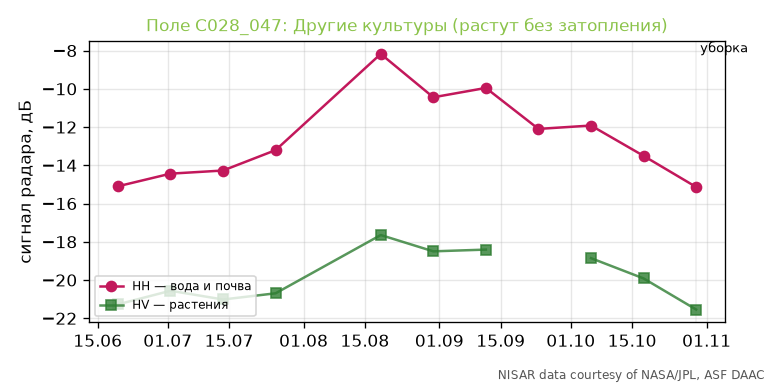 Поле C028_047: Другие культуры (растут без затопления)
уборка
сигнал радара, дБ
−8
−10
−12
−14
−16
−18
−20
−22
HH — вода и почва
HV — растения
15.06 01.07 15.07 01.08 15.08 01.09 15.09 01.10 15.10 01.11
NISAR data courtesy of NASA/JPL, ASF DAAC